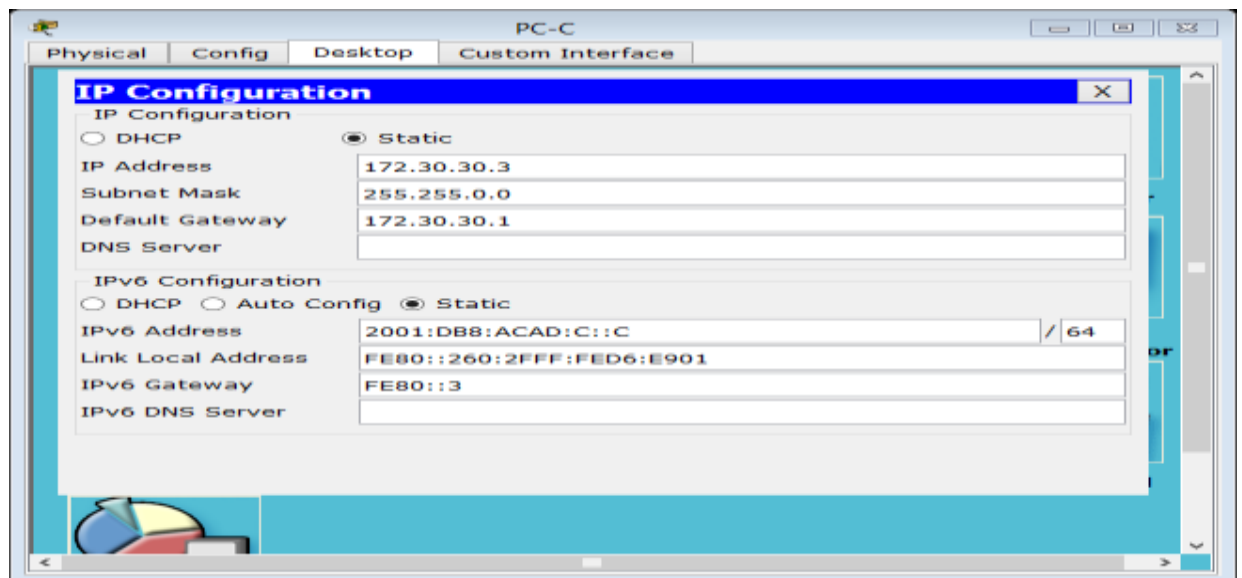 PC-C
Physical Config Desktop Custom Interface
IP Configuration X
IP Configuration
DHCP Static
IP Address 172.30.30.3
Subnet Mask 255.255.0.0
Default Gateway 172.30.30.1
DNS Server
IPv6 Configuration
DHCP Auto Config Static
IPv6 Address 2001:DB8:ACAD:C::C / 64
Link Local Address FE80::260:2FFF:FED6:E901
IPv6 Gateway FE80::3
or
IPv6 DNS Server